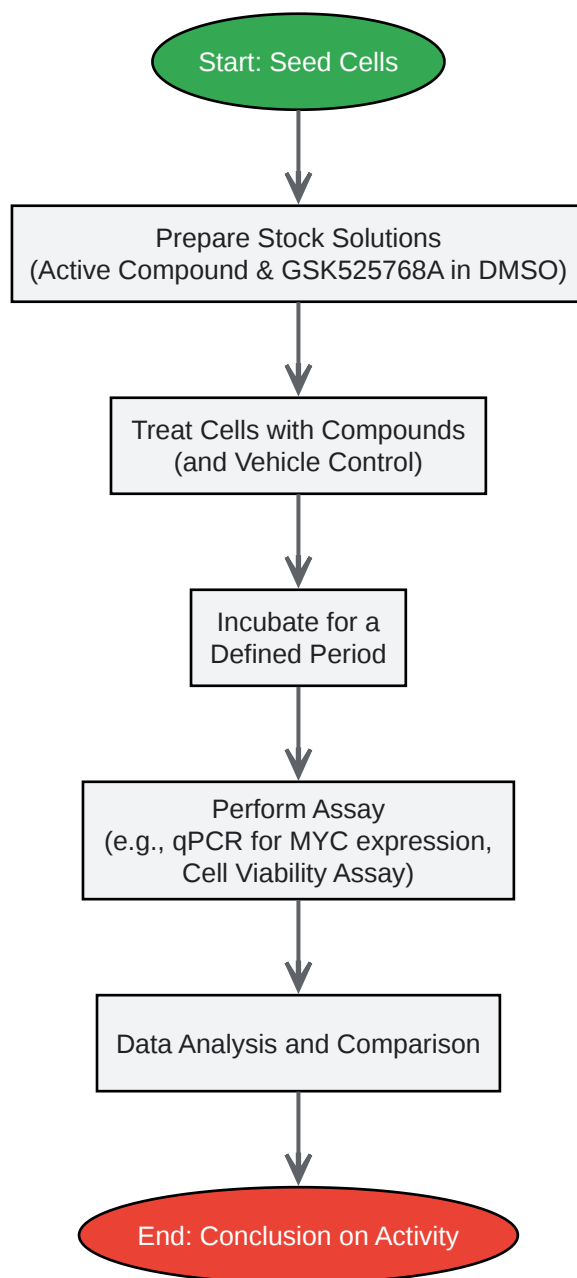 Start: Seed Cells
Prepare Stock Solutions
(Active Compound & GSK525768A in DMSO)
Treat Cells with Compounds
(and Vehicle Control)
Incubate for a
Defined Period
Perform Assay
(e.g., qPCR for MYC expression,
Cell Viability Assay)
Data Analysis and Comparison
End: Conclusion on Activity